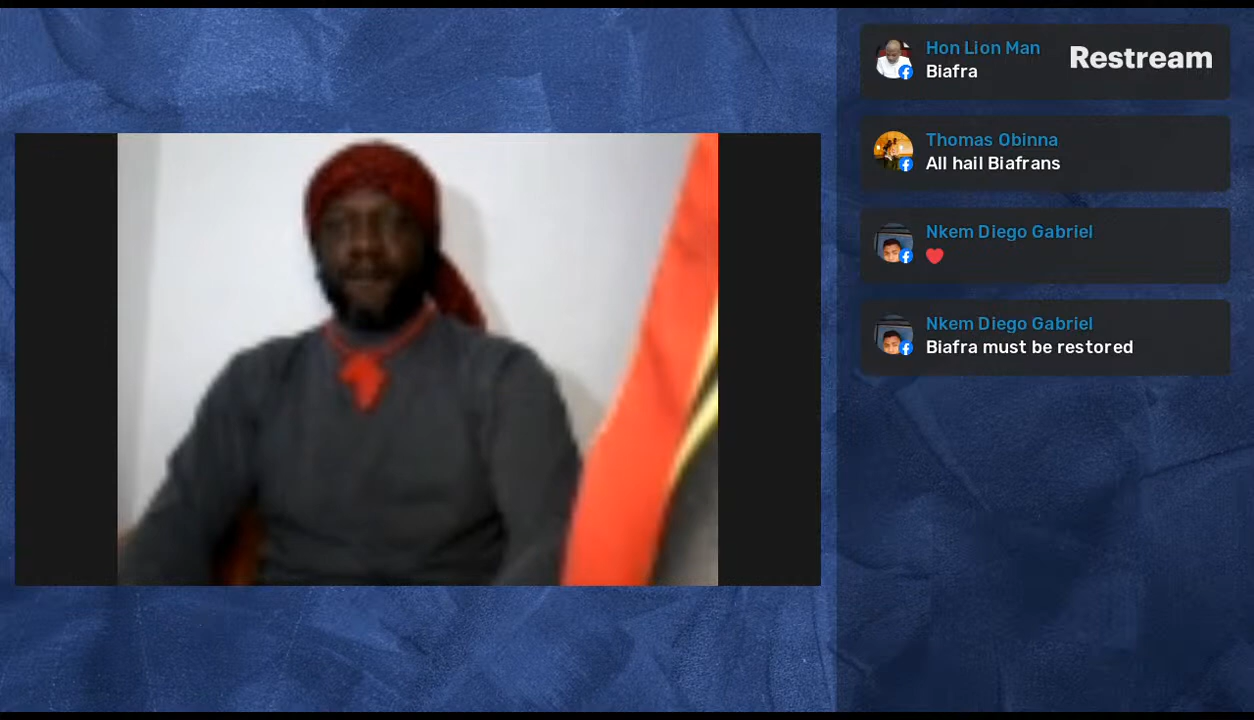 Hon Lion Man
Restream
Biafra
Thomas Obinna
All hail Biafrans
Nkem Diego Gabriel
❤️
Nkem Diego Gabriel
Biafra must be restored